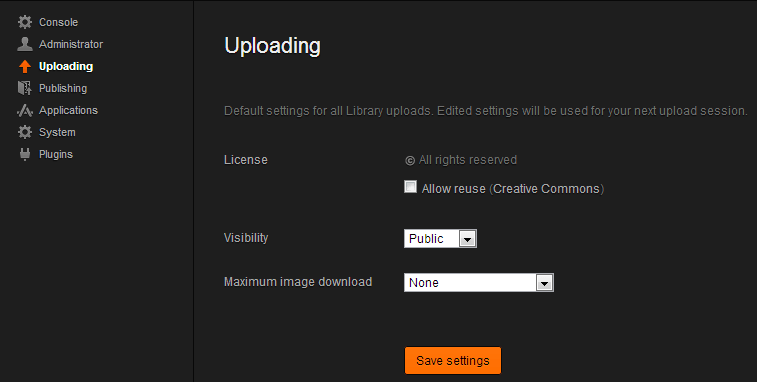 Console
Administrator
Uploading
Publishing
Applications
System
Plugins
Uploading
Default settings for all Library uploads. Edited settings will be used for your next upload session.
License
© All rights reserved
Allow reuse (Creative Commons)
Visibility
Public
Maximum image download
None
Save settings